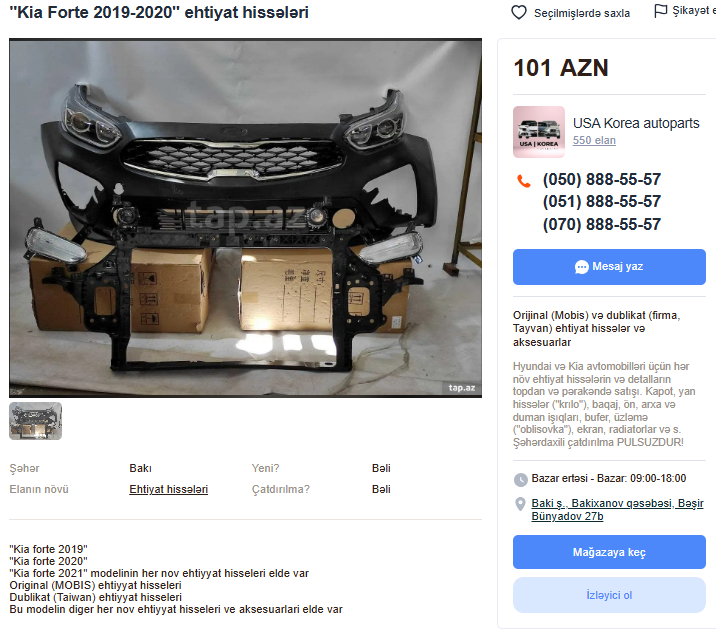 "Kia Forte 2019-2020" ehtiyat hissələri
Seçilmişlərdə saxla
Şikayət e
tap.az
tap.az
Şəhər
Bakı
Yeni?
Bəli
Elanın növü
Ehtiyat hissələri
Çatdırılma?
Bəli
"Kia forte 2019"
"Kia forte 2020"
"Kia forte 2021" modelinin her nov ehtiyyat hisseleri elde var
Original (MOBIS) ehtiyyat hisseleri
Dublikat (Taiwan) ehtiyyat hisseleri
Bu modelin diger her nov ehtiyyat hisseleri ve aksesuarlari elde var
101 AZN
USA | KOREA
USA Korea autoparts
550 elan
(050) 888-55-57
(051) 888-55-57
(070) 888-55-57
Mesaj yaz
Orijinal (Mobis) və dublikat (firma,
Tayvan) ehtiyat hissələr və
aksesuarlar
Hyundai və Kia avtomobilləri üçün hər
növ ehtiyat hissələrin və detalların
topdan və pərakəndə satışı. Kapot, yan
hissələr ("krılo"), baqaj, ön, arxa və
duman işıqları, bufer, üzləmə
("oblisovka"), ekran, radiatorlar və s.
Şəhərdaxili çatdırılma PULSUZDUR!
Bazar ertəsi - Bazar: 09:00-18:00
Baki ş., Bakixanov qəsəbəsi, Bəşir
Bünyadov 27b
Mağazaya keç
İzləyici ol